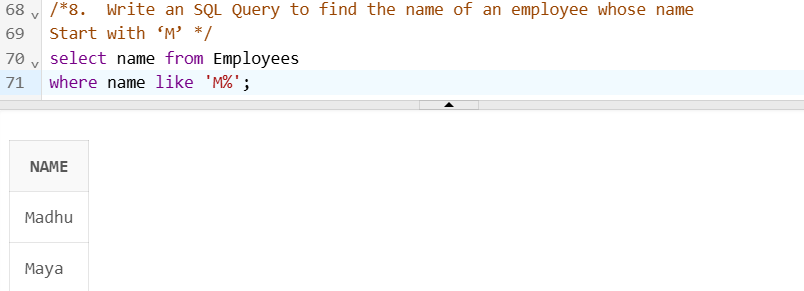 68 /*8.  Write an SQL Query to find the name of an employee whose name
69 Start with ‘M’ */
70 select name from Employees
71 where name like 'M%';
NAME
Madhu
Maya